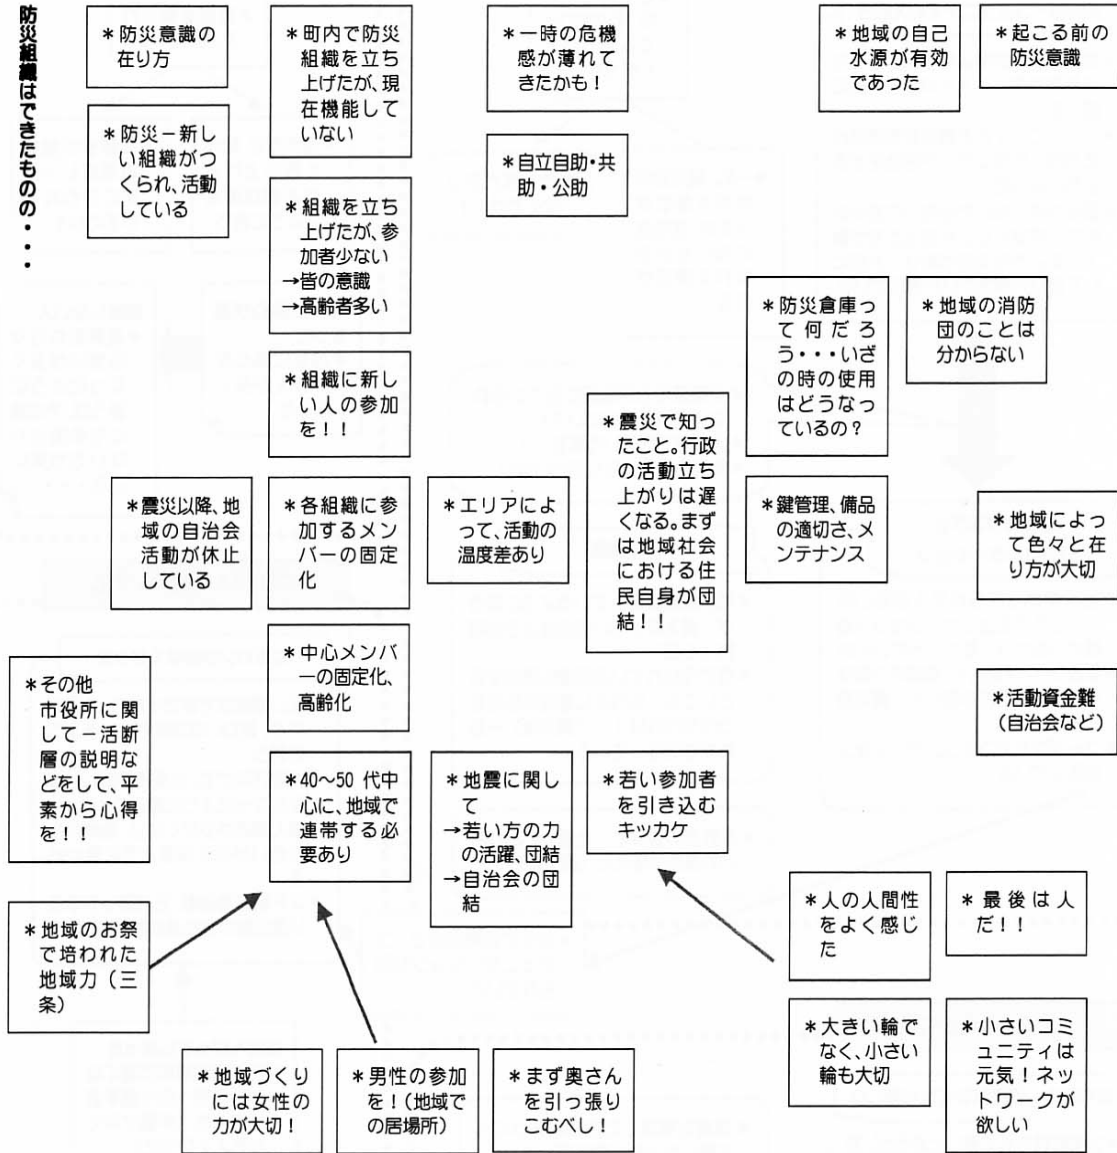 防災組織はできたものの・・・・
＊防災意識の
在り方
＊防災－新し
い組織がつ
くられ、活動
している
＊町内で防災
組織を立ち
上げたが、現
在機能して
いない
＊組織を立ち
上げたが、参
加者少ない
→皆の意識
→高齢者多い
＊組織に新し
い人の参加
を！！
＊一時の危機
感が薄れて
きたかも！
＊自立自助・共
助・公助
＊地域の自己
水源が有効
であった
＊起こる前の
防災意識
＊防災倉庫っ
て何だろ
う・・・いざ
の時の使用
はどうなっ
ているの？
＊地域の消防
団のことは
分からない
＊震災で知っ
たこと。行政
の活動立ち
上がりは遅
くなる。まず
は地域社会
における住
民自身が団
結！！
＊震災以降、地
域の自治会
活動が休止
している
＊各組織に参
加するメン
バーの固定
化
＊エリアによ
って、活動の
温度差あり
＊鍵管理、備品
の適切さ、メ
ンテナンス
＊地域によっ
て色々と在
り方が大切
＊中心メンバ
ーの固定化、
高齢化
＊その他
市役所に関
して－活断
層の説明な
どをして、平
素から心得
を！！
＊活動資金難
（自治会など）
＊40～50 代中
心に、地域で
連帯する必
要あり
＊地震に関し
て
→若い方の力
の活躍、団結
→自治会の団
結
＊若い参加者
を引き込む
キッカケ
＊地域のお祭
で培われた
地域力（三
条）
＊人の人間性
をよく感じ
た
＊最後は人
だ！！
＊大きい輪で
なく、小さい
輪も大切
＊小さいコミ
ュニティは
元気！ネッ
トワークが
欲しい
＊地域づくり
には女性の
力が大切！
＊男性の参加
を！（地域で
の居場所）
＊まず奥さん
を引っ張り
こむべし！